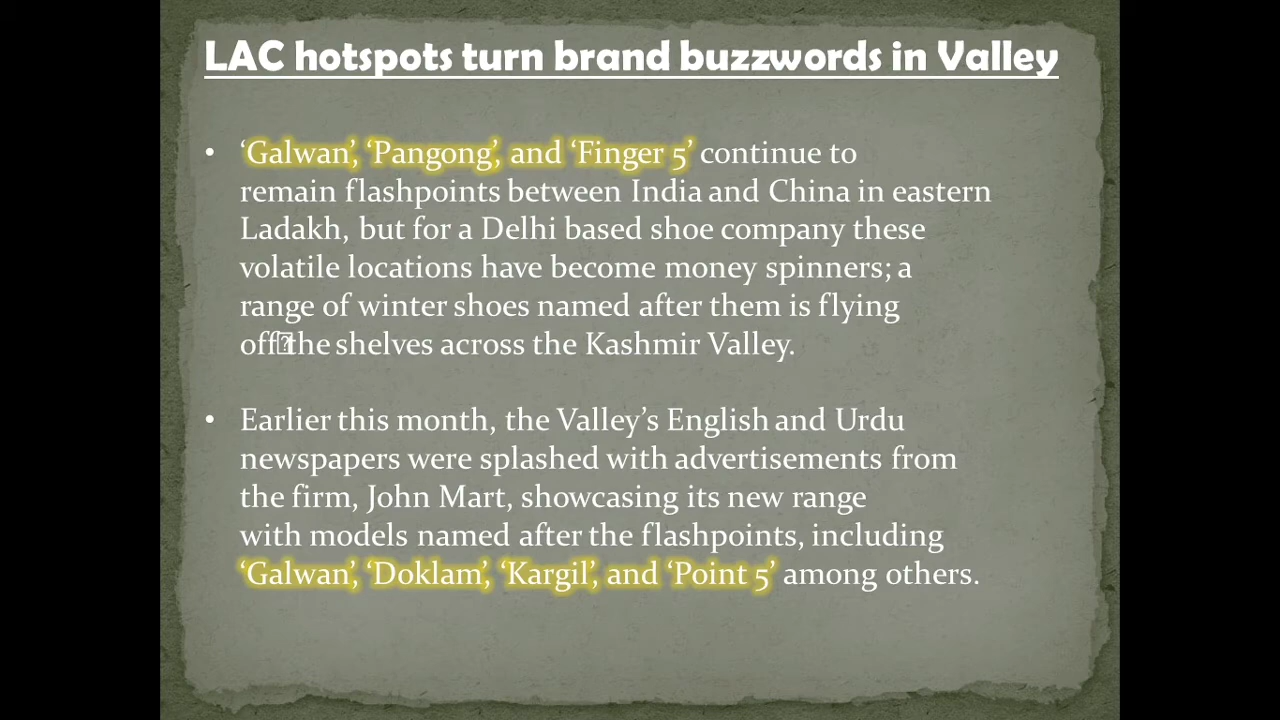 LAC hotspots turn brand buzzwords in Valley
• ‘Galwan’, ‘Pangong’, and ‘Finger 5’ continue to
remain flashpoints between India and China in eastern
Ladakh, but for a Delhi based shoe company these
volatile locations have become money spinners; a
range of winter shoes named after them is flying
off the shelves across the Kashmir Valley.
• Earlier this month, the Valley’s English and Urdu
newspapers were splashed with advertisements from
the firm, John Mart, showcasing its new range
with models named after the flashpoints, including
‘Galwan’, ‘Doklam’, ‘Kargil’, and ‘Point 5’ among others.